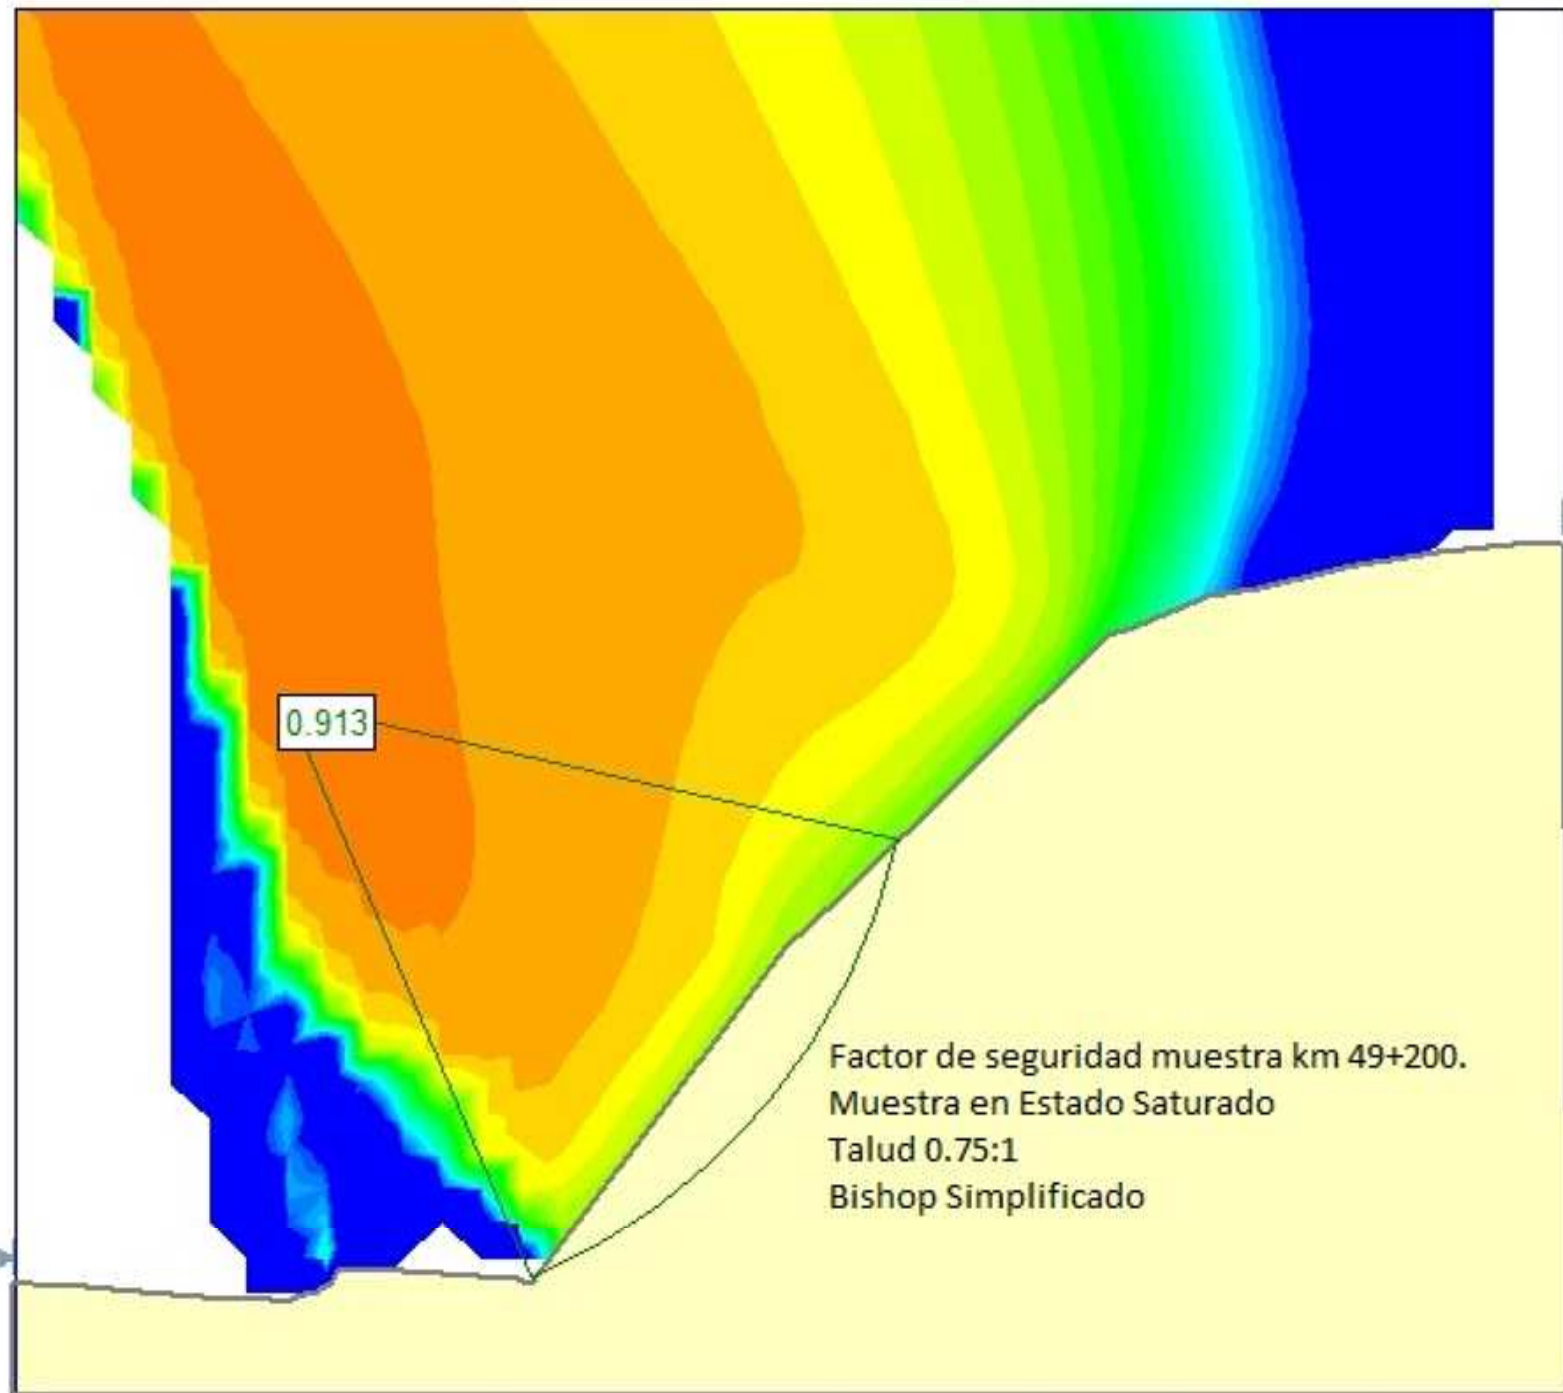 0.913
Factor de seguridad muestra km 49+200.
Muestra en Estado Saturado
Talud 0.75:1
Bishop Simplificado